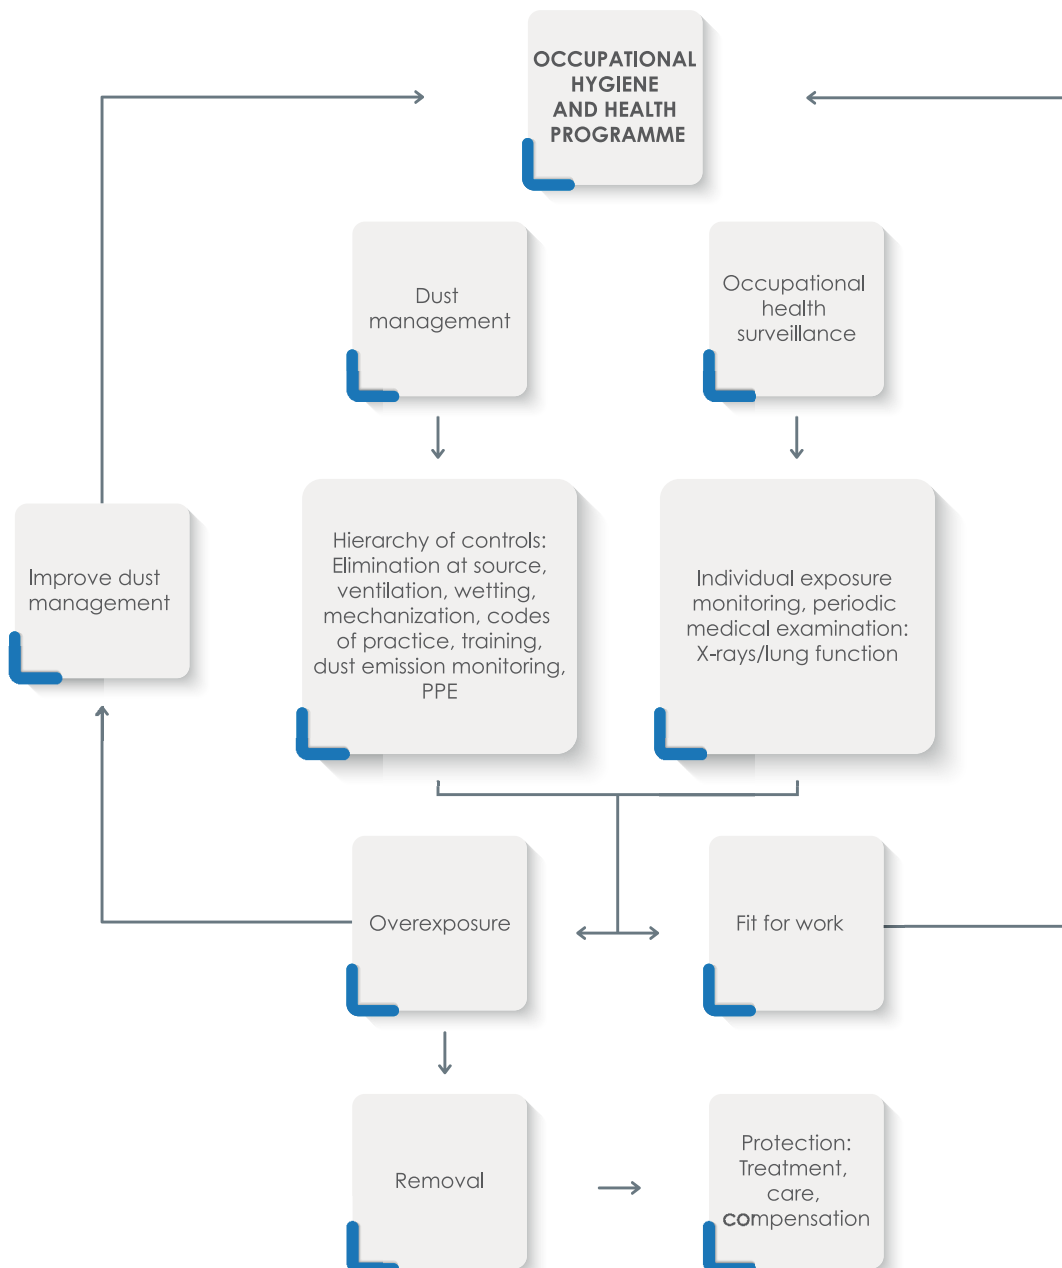 OCCUPATIONAL
HYGIENE
AND HEALTH
PROGRAMME
Dust
management
Occupational
health
surveillance
Hierarchy of controls:
Elimination at source,
ventilation, wetting,
mechanization, codes
of practice, training,
dust emission monitoring,
PPE
Individual exposure
monitoring, periodic
medical examination:
X-rays/lung function
Improve dust
management
Overexposure
Fit for work
Removal
Protection:
Treatment,
care,
compensation